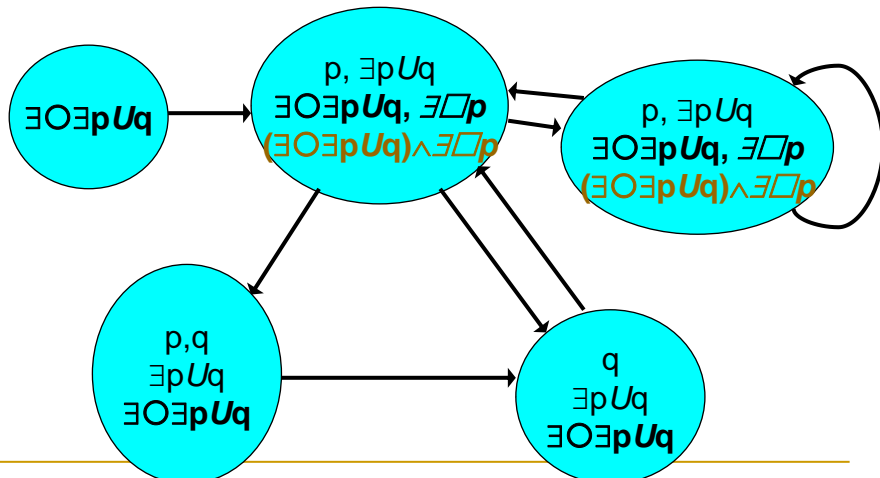 ∃○∃pUq
p, ∃pUq
∃○∃pUq, ∃□p
(∃○∃pUq)∧∃□p
p, ∃pUq
∃○∃pUq, ∃□p
(∃○∃pUq)∧∃□p
p,q
∃pUq
∃○∃pUq
q
∃pUq
∃○∃pUq